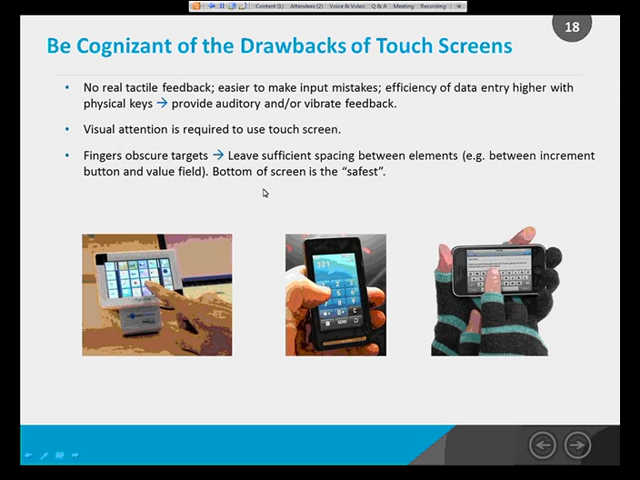 Content (1) Attendees (2) Voice & Video Q & A Meeting Recording
18
Be Cognizant of the Drawbacks of Touch Screens
• No real tactile feedback; easier to make input mistakes; efficiency of data entry higher with
physical keys → provide auditory and/or vibrate feedback.
• Visual attention is required to use touch screen.
• Fingers obscure targets → Leave sufficient spacing between elements (e.g. between increment
button and value field). Bottom of screen is the “safest”.
321